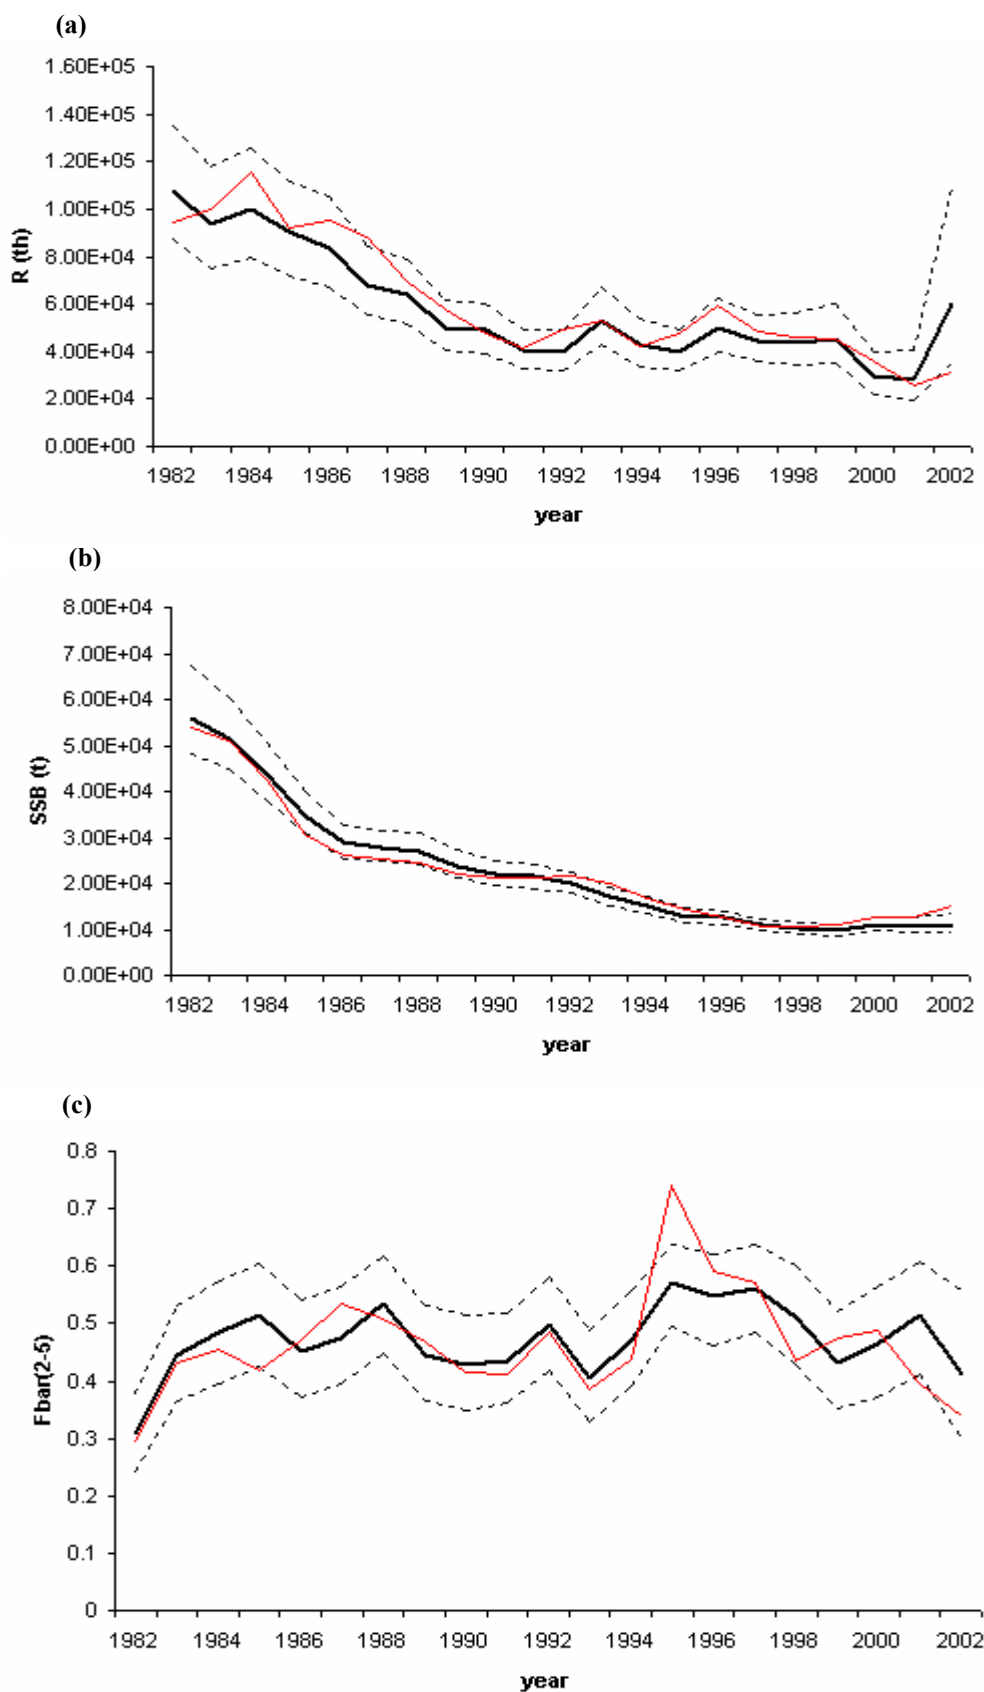 (a)
1.60E+05
1.40E+05
1.20E+05
1.00E+05
8.00E+04
6.00E+04
4.00E+04
2.00E+04
0.00E+00
R (th)
1982 1984 1986 1988 1990 1992 1994 1996 1998 2000 2002
year
(b)
8.00E+04
7.00E+04
6.00E+04
5.00E+04
4.00E+04
3.00E+04
2.00E+04
1.00E+04
0.00E+00
SSB (t)
1982 1984 1986 1988 1990 1992 1994 1996 1998 2000 2002
year
(c)
0.8
0.7
0.6
0.5
0.4
0.3
0.2
0.1
0
Fbar(2-5)
1982 1984 1986 1988 1990 1992 1994 1996 1998 2000 2002
year